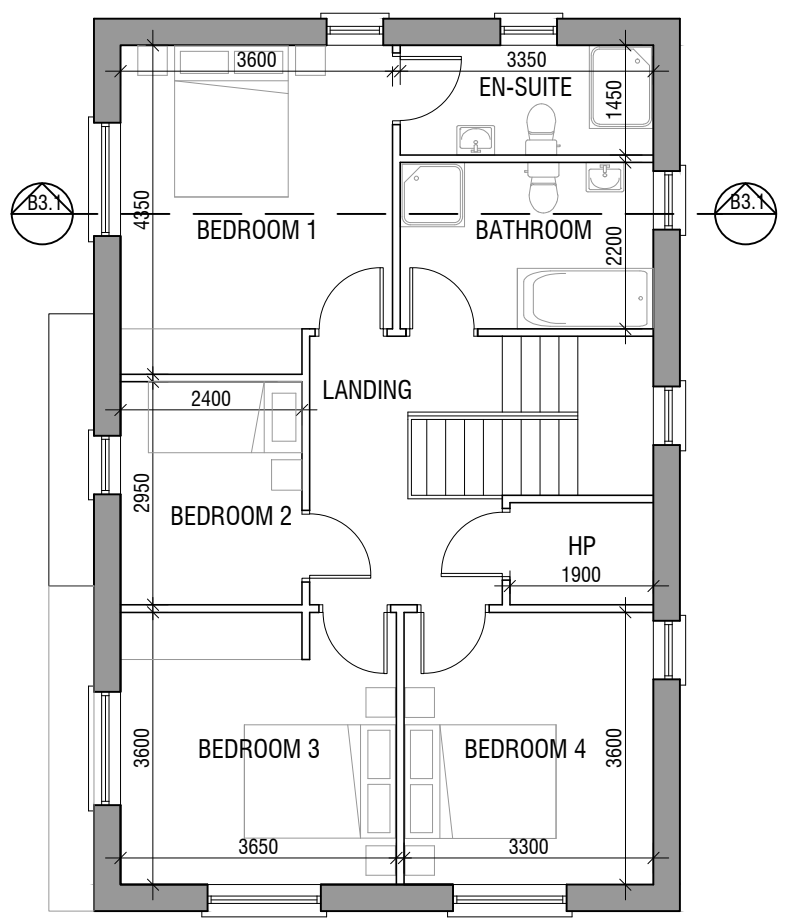 3600
3350
EN-SUITE
1450
B3.1
B3.1
4350
BEDROOM 1
BATHROOM
2200
LANDING
2400
2950
BEDROOM 2
HP
1900
3600
BEDROOM 3
BEDROOM 4
3600
3650
3300